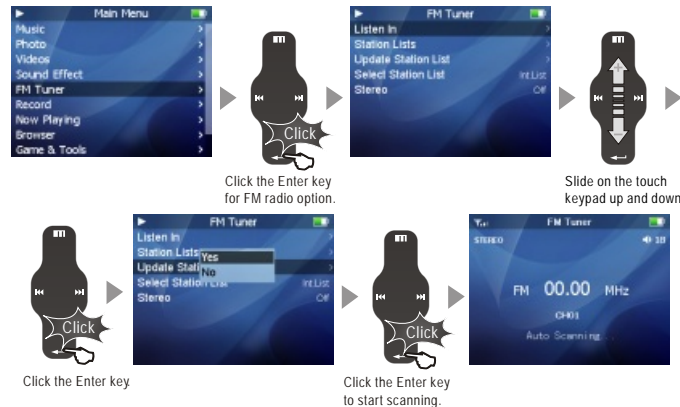 Main Menu
Music
Photo
Videos
Sound Effect
FM Tuner
Record
Now Playing
Browser
Game & Tools
Click
Click the Enter key
for FM radio option.
FM Tuner
Listen In
Station Lists
Update Station List
Select Station List Int.List
Stereo Off
Slide on the touch
keypad up and down
Click
Click the Enter key.
FM Tuner
Listen In
Station Lists
Yes
Update Stati
No
Select Station List Int.List
Stereo Off
Click
Click the Enter key
to start scanning.
FM Tuner
STEREO 18
FM 00.00 MHz
CH01
Auto Scanning...